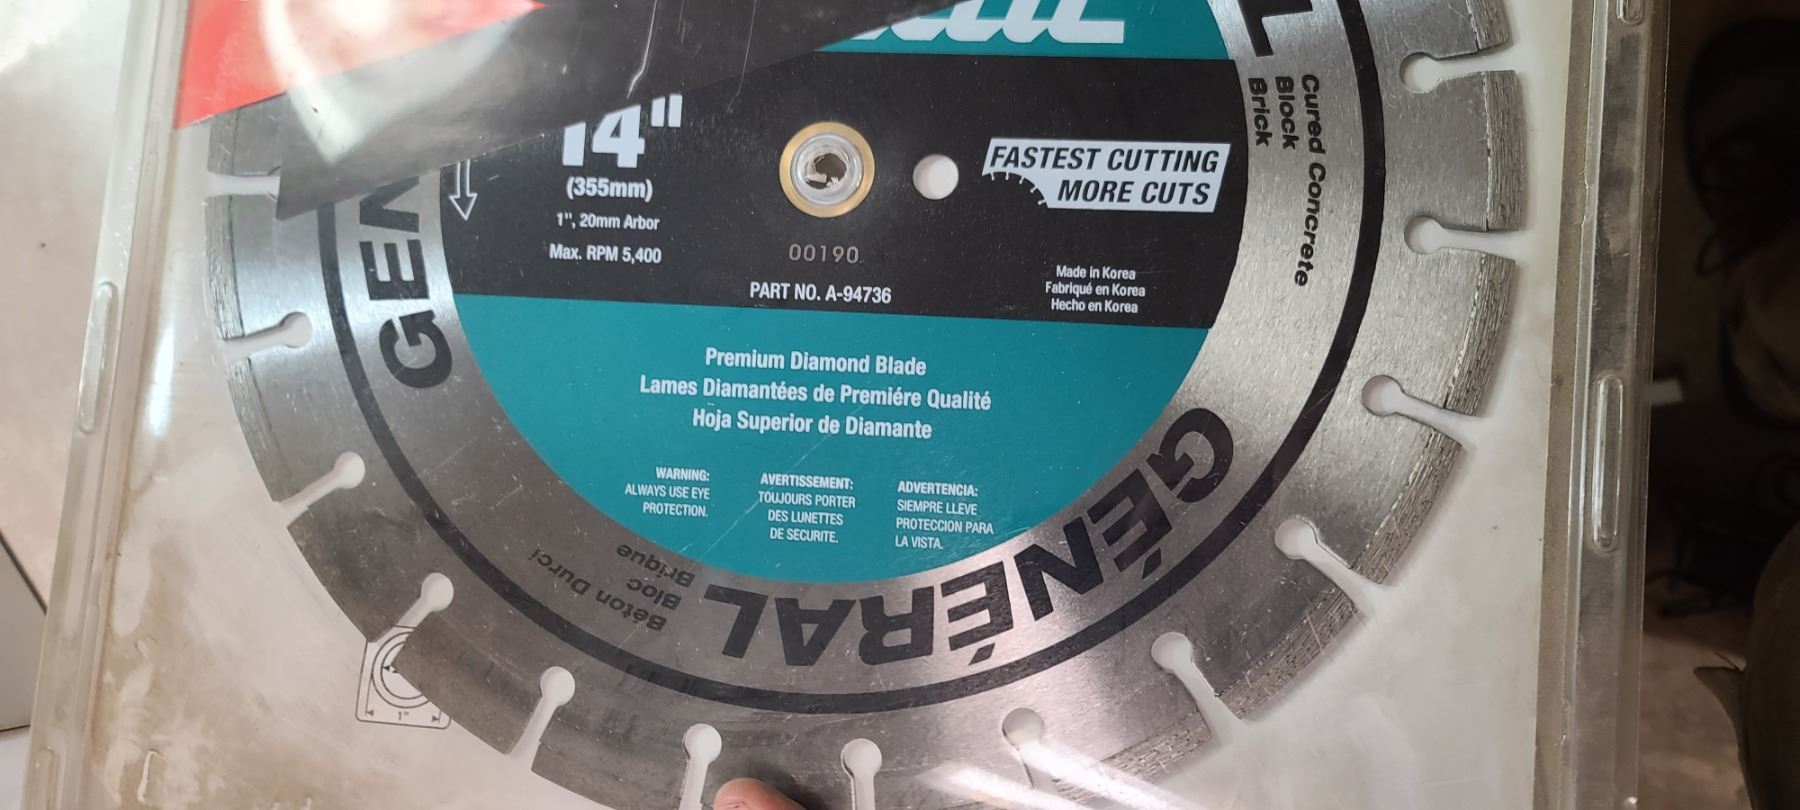 14"
(355mm)
1", 20mm Arbor
Max. RPM 5,400
00190
PART NO. A-94736
FASTEST CUTTING
MORE CUTS
Made in Korea
Fabriqué en Korea
Hecho en Korea
Cured Concrete
Block
Brick
Premium Diamond Blade
Lames Diamantées de Premiére Qualité
Hoja Superior de Diamante
WARNING:
ALWAYS USE EYE
PROTECTION.
AVERTISSEMENT:
TOUJOURS PORTER
DES LUNETTES
DE SECURITE.
ADVERTENCIA:
SIEMPRE LLEVE
PROTECCION PARA
LA VISTA.
GEN
L
GÉNÉRAL
Béton Durci
Bloc
Brique
1"